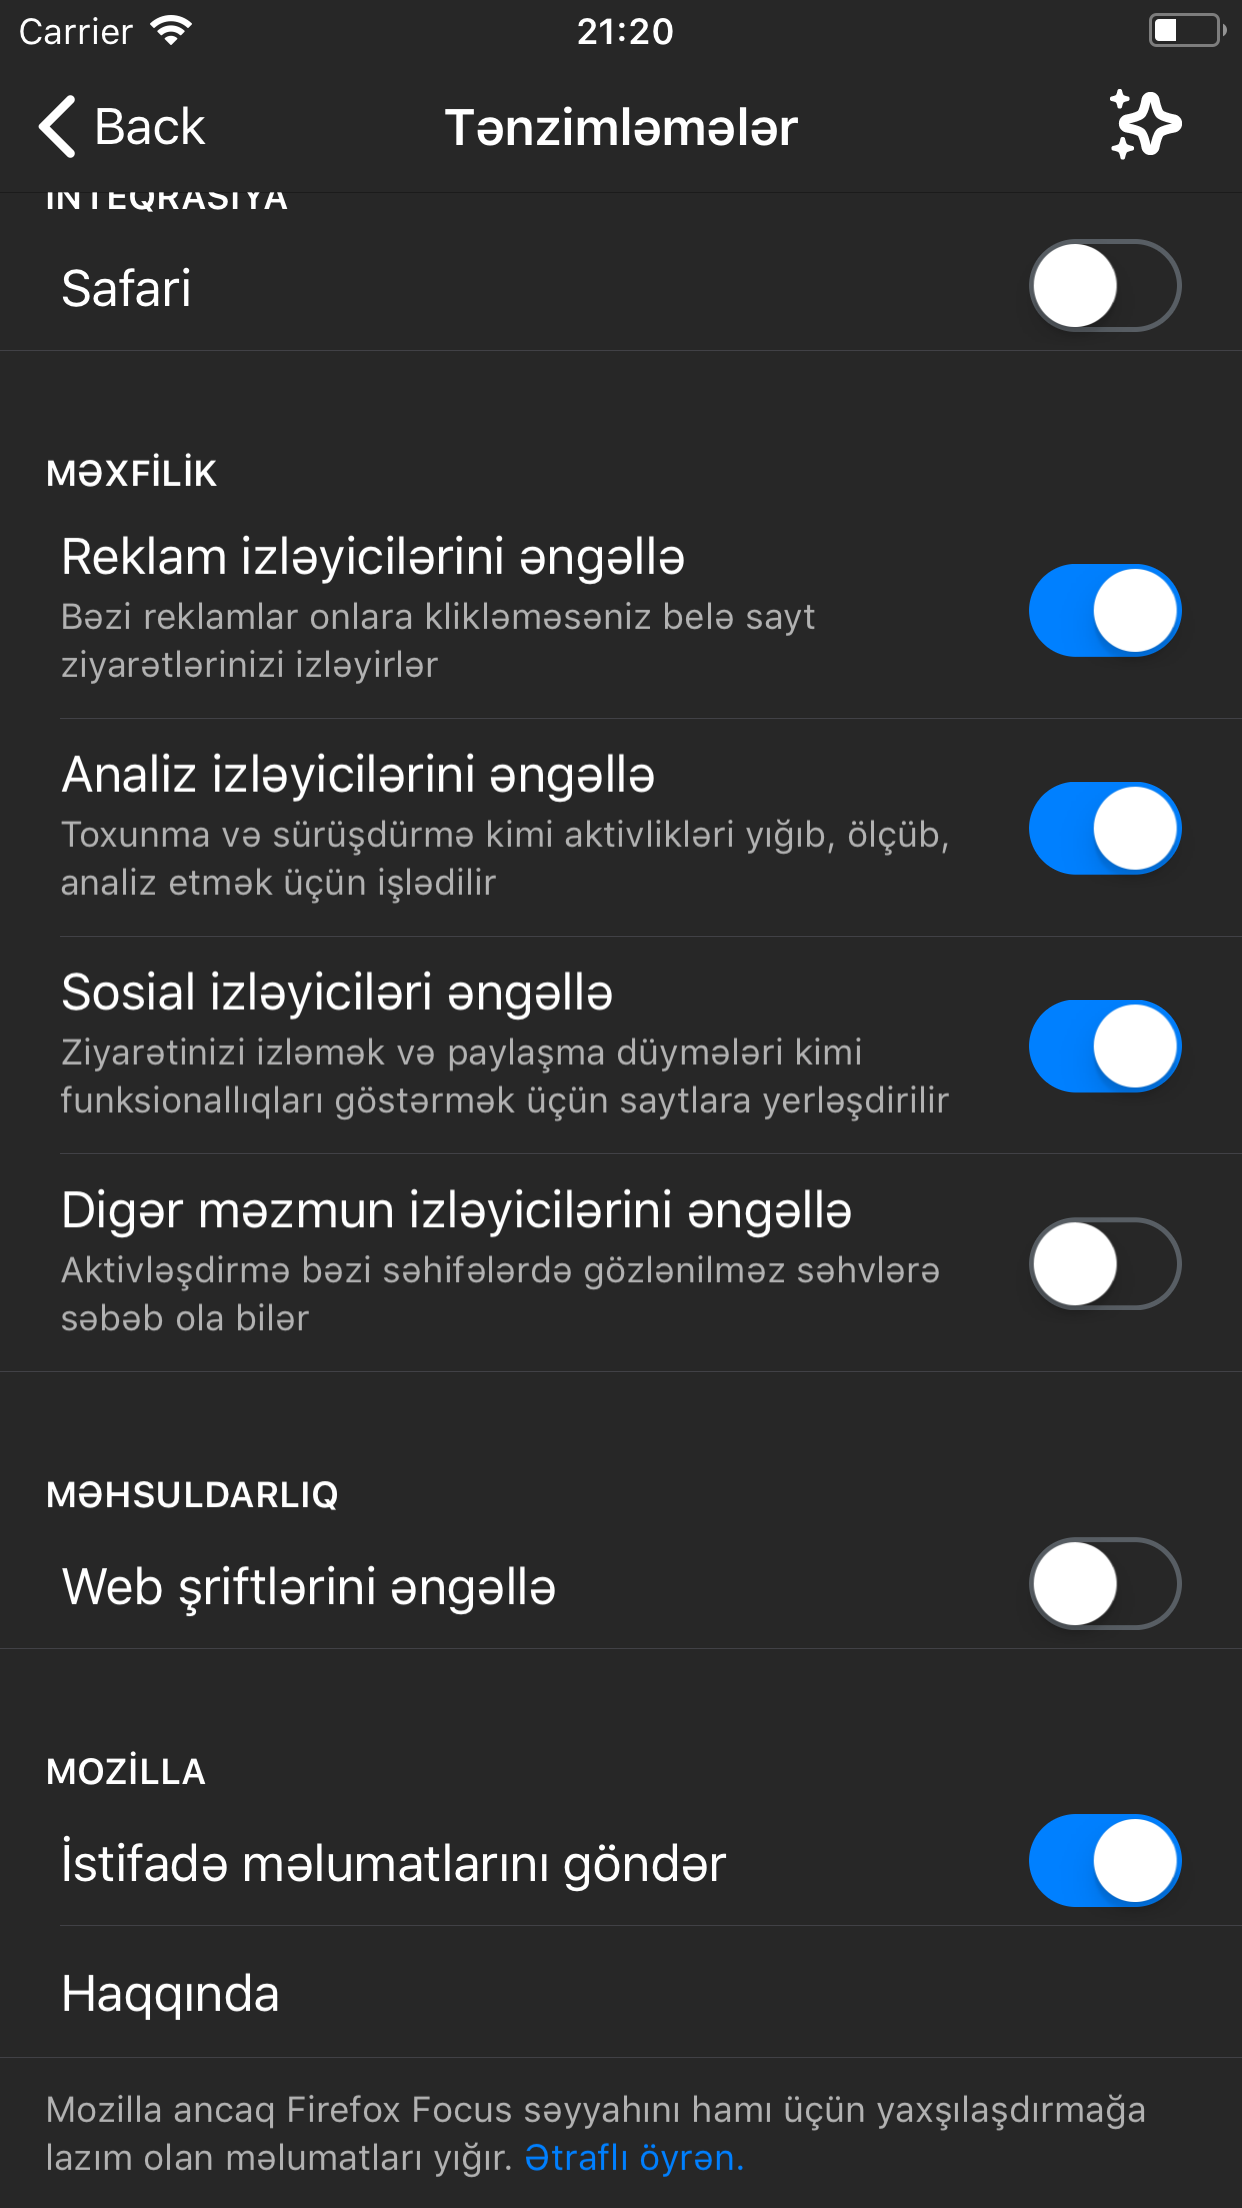 Carrier
21:20
Back
Tənzimləmələr
İNTEQRASİYA
Safari
MƏXFİLİK
Reklam izləyicilərini əngəllə
Bəzi reklamlar onlara klikləməsəniz belə sayt
ziyarətlərinizi izləyirlər
Analiz izləyicilərini əngəllə
Toxunma və sürüşdürmə kimi aktivlikləri yığıb, ölçüb,
analiz etmək üçün işlədilir
Sosial izləyiciləri əngəllə
Ziyarətinizi izləmək və paylaşma düymələri kimi
funksionallıqları göstərmək üçün saytlara yerləşdirilir
Digər məzmun izləyicilərini əngəllə
Aktivləşdirmə bəzi səhifələrdə gözlənilməz səhvlərə
səbəb ola bilər
MƏHSULDARLIQ
Web şriftlərini əngəllə
MOZİLLA
İstifadə məlumatlarını göndər
Haqqında
Mozilla ancaq Firefox Focus səyyahını hamı üçün yaxşılaşdırmağa
lazım olan məlumatları yığır. Ətraflı öyrən.